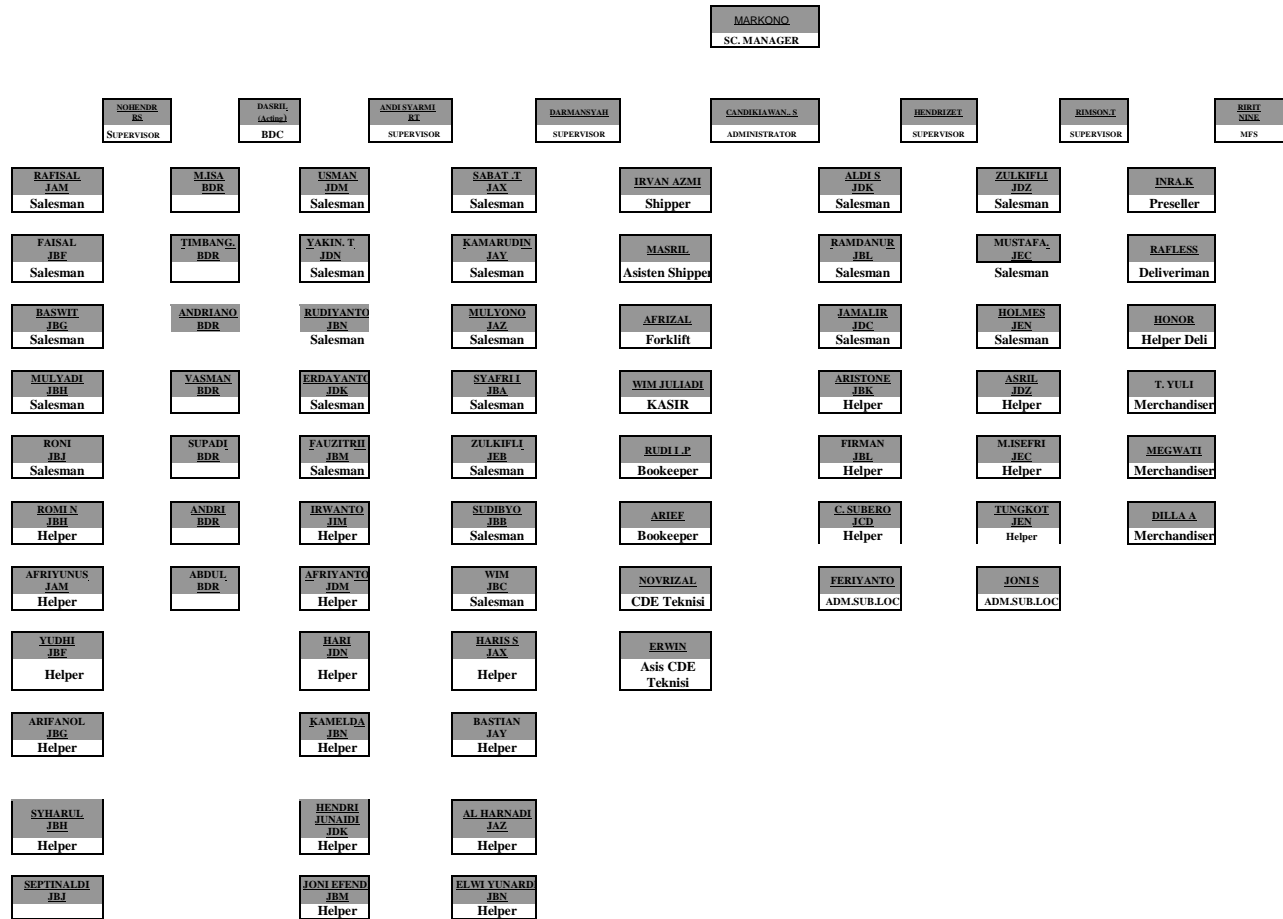 MARKONO
SC. MANAGER
NOHENDR
RS
SUPERVISOR
DASRIL.
(Acting)
BDC
ANDI SYARMI
RT
SUPERVISOR
DARMANSYAH
SUPERVISOR
CANDIKIAWAN.. S
ADMINISTRATOR
HENDRIZET
SUPERVISOR
RIMSON.T
SUPERVISOR
RIRIT
NINE
MFS
RAFISAL
JAM
Salesman
M.ISA
BDR
USMAN
JDM
Salesman
SABAT .T
JAX
Salesman
IRVAN AZMI
Shipper
ALDI S
JDK
Salesman
ZULKIFLI
JDZ
Salesman
INRA.K
Preseller
FAISAL
JBF
Salesman
TIMBANG.
BDR
YAKIN. T
JDN
Salesman
KAMARUDIN
JAY
Salesman
MASRIL
Asisten Shipper
RAMDANUR
JBL
Salesman
MUSTAFA.
JEC
Salesman
RAFLESS
Deliveriman
BASWIT
JBG
Salesman
ANDRIANO
BDR
RUDIYANTO
JBN
Salesman
MULYONO
JAZ
Salesman
AFRIZAL
Forklift
JAMALIR
JDC
Salesman
HOLMES
JEN
Salesman
HONOR
Helper Deli
MULYADI
JBH
Salesman
VASMAN
BDR
ERDAYANTO
JDK
Salesman
SYAFRI I
JBA
Salesman
WIM JULIADI
KASIR
ARISTONE
JBK
Helper
ASRIL
JDZ
Helper
T. YULI
Merchandiser
RONI
JBJ
Salesman
SUPADI
BDR
FAUZITRII
JBM
Salesman
ZULKIFLI
JEB
Salesman
RUDI I .P
Bookeeper
FIRMAN
JBL
Helper
M.ISEFRI
JEC
Helper
MEGWATI
Merchandiser
ROMI N
JBH
Helper
ANDRI
BDR
IRWANTO
JIM
Helper
SUDIBYO
JBB
Salesman
ARIEF
Bookeeper
C. SUBERO
JCD
Helper
TUNGKOT
JEN
Helper
DILLA A
Merchandiser
AFRIYUNUS
JAM
Helper
ABDUL
BDR
AFRIYANTO
JDM
Helper
WIM
JBC
Salesman
NOVRIZAL
CDE Teknisi
FERIYANTO
ADM.SUB.LOC
JONI S
ADM.SUB.LOC
YUDHI
JBF
Helper
HARI
JDN
Helper
HARIS S
JAX
Helper
ERWIN
Asis CDE
Teknisi
ARIFANOL
JBG
Helper
KAMELDA
JBN
Helper
BASTIAN
JAY
Helper
SYHARUL
JBH
Helper
HENDRI
JUNAIDI
JDK
Helper
AL HARNADI
JAZ
Helper
SEPTINALDI
JBJ
JONI EFEND
JBM
Helper
ELWI YUNARD
JBN
Helper